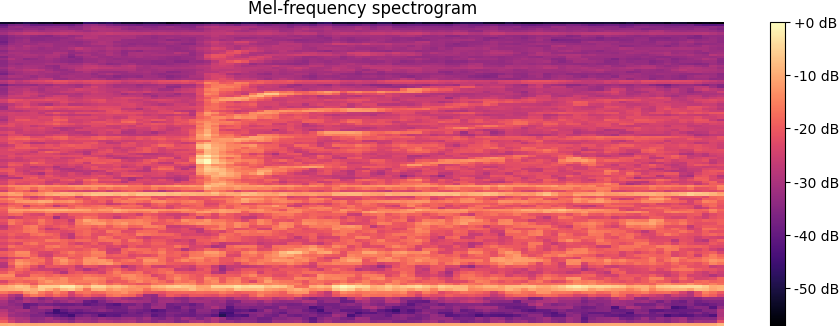 Mel-frequency spectrogram
+0 dB
-10 dB
-20 dB
-30 dB
-40 dB
-50 dB